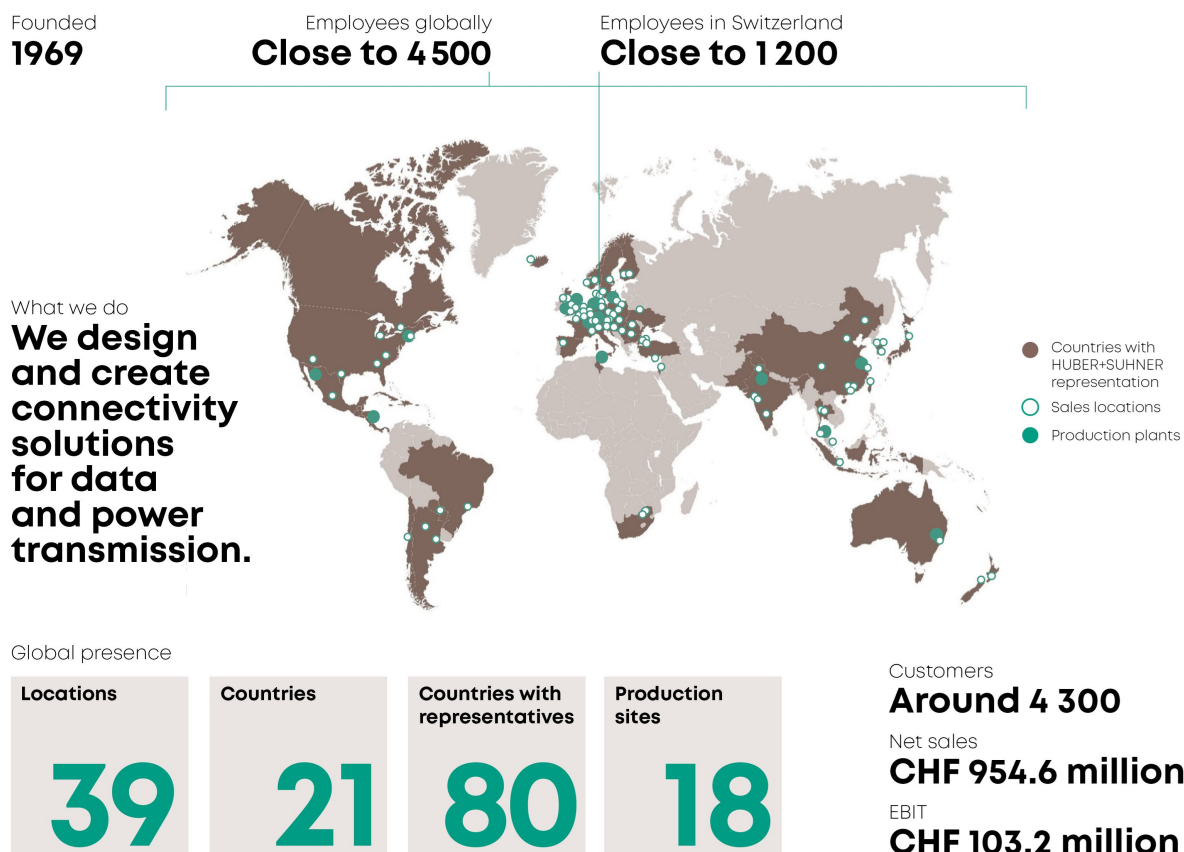 Founded
1969
Employees globally
Close to 4 500
Employees in Switzerland
Close to 1 200
What we do
We design
and create
connectivity
solutions
for data
and power
transmission.
Countries with
HUBER+SUHNER
representation
Sales locations
Production plants
Global presence
Locations
39
Countries
21
Countries with
representatives
80
Production
sites
18
Customers
Around 4 300
Net sales
CHF 954.6 million
EBIT
CHF 103.2 million